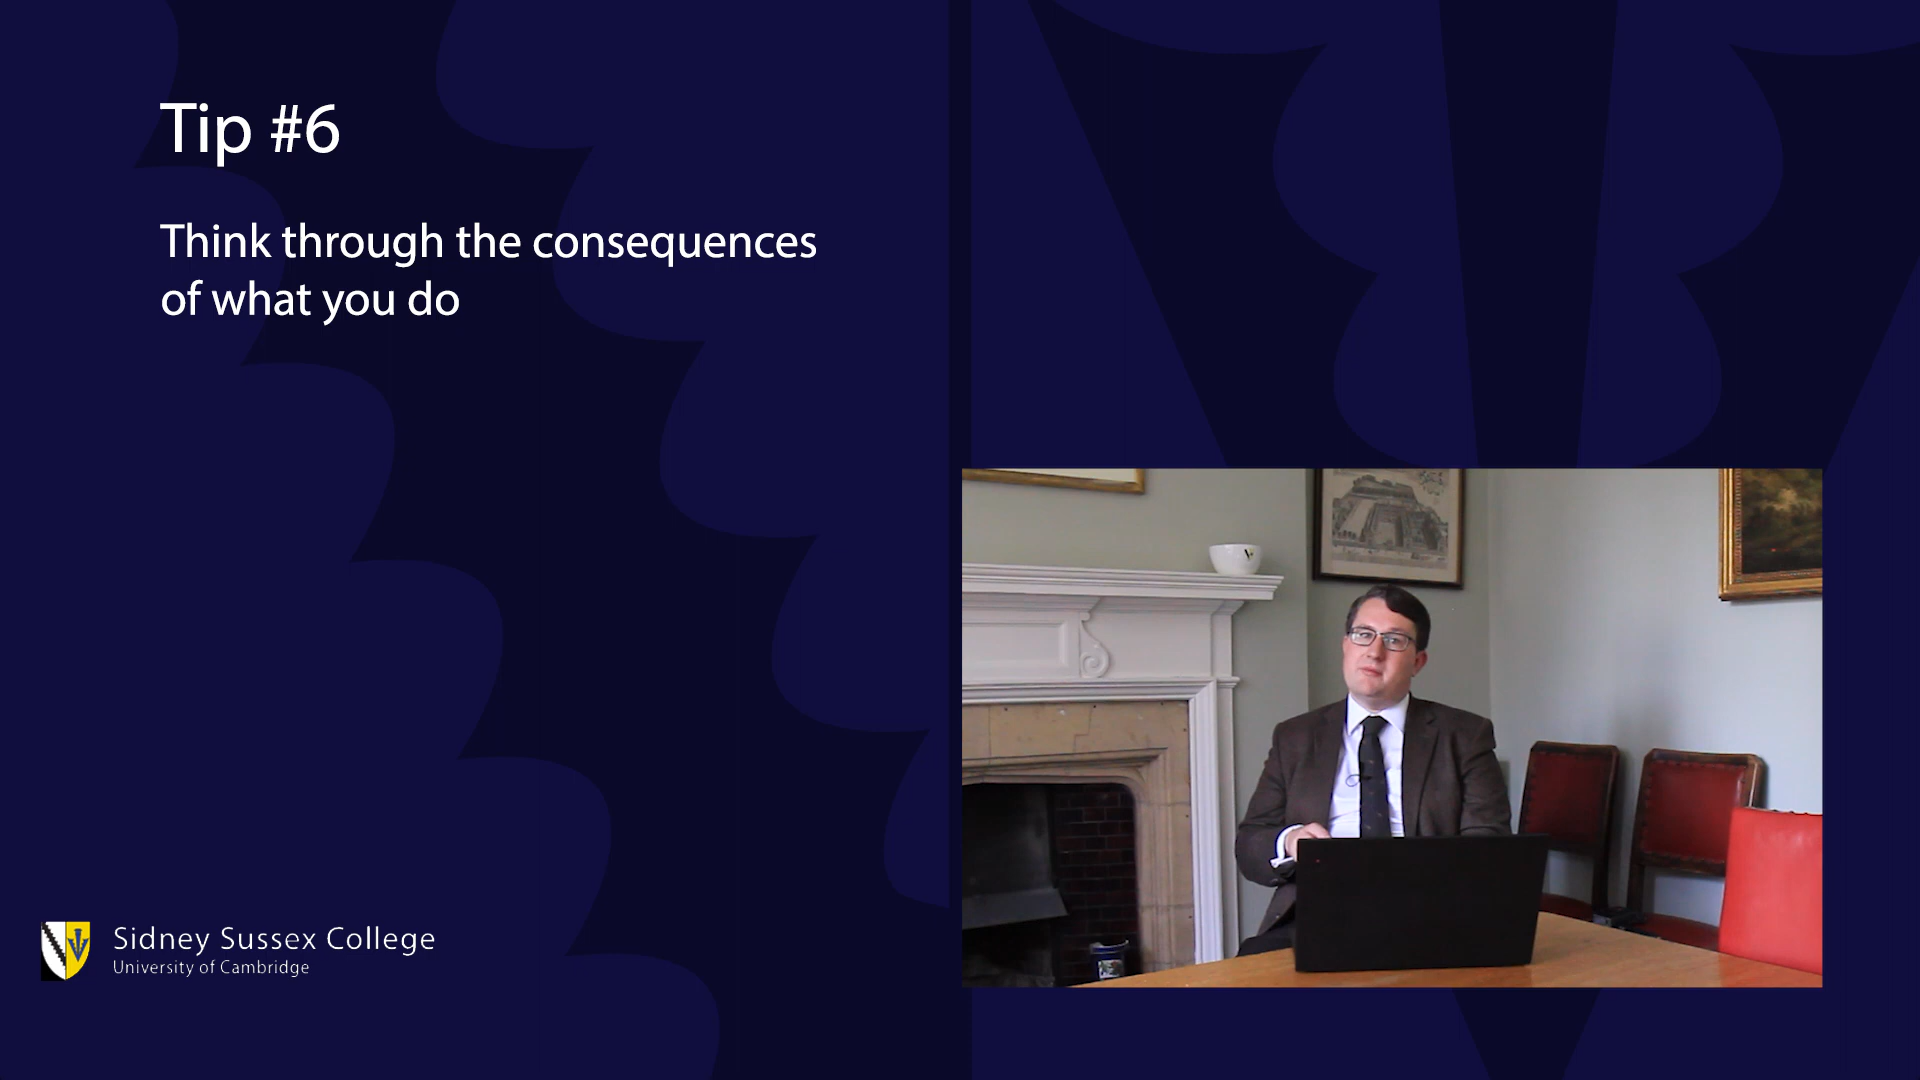 Tip #6
Think through the consequences
of what you do
Sidney Sussex College
University of Cambridge